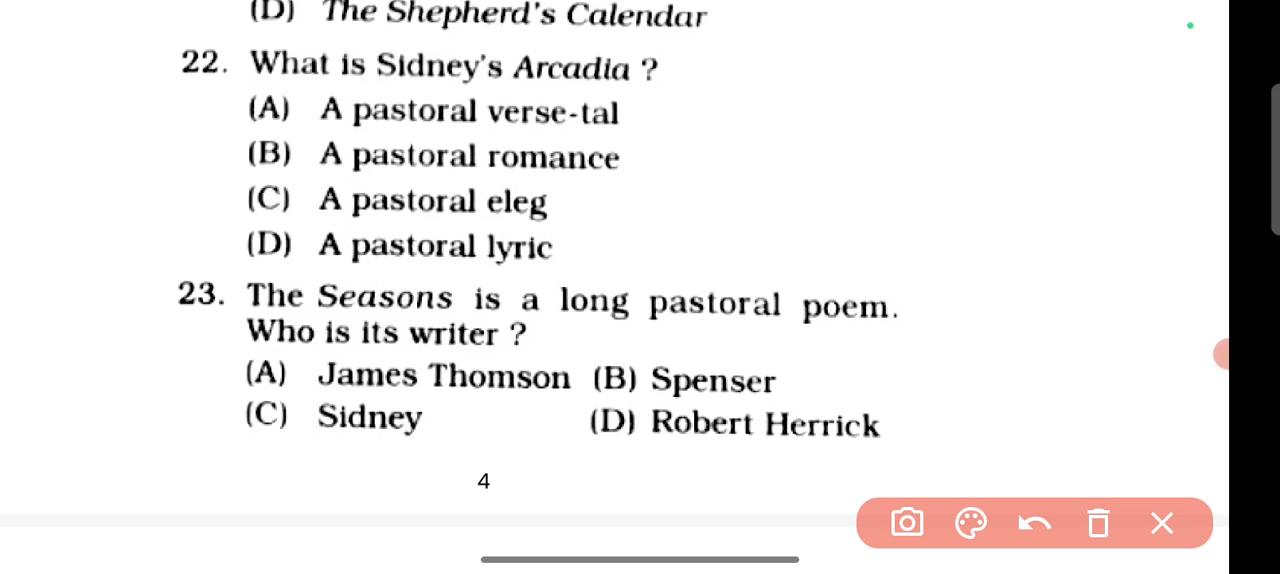 (D) The Shepherd's Calendar
22. What is Sidney's Arcadia ?
(A) A pastoral verse-tal
(B) A pastoral romance
(C) A pastoral eleg
(D) A pastoral lyric
23. The Seasons is a long pastoral poem.
Who is its writer ?
(A) James Thomson (B) Spenser
(C) Sidney (D) Robert Herrick
4